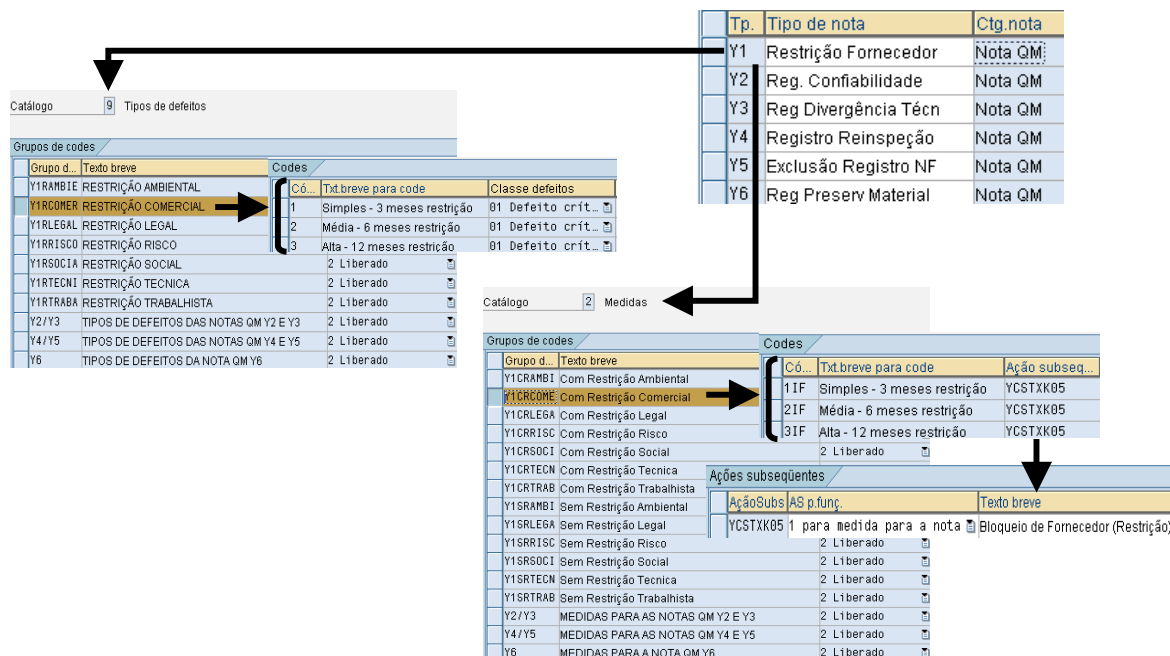 Tp. Tipo de nota Ctg.nota
Y1 Restrição Fornecedor Nota QM
Y2 Reg. Confiabilidade Nota QM
Y3 Reg Divergência Técn Nota QM
Y4 Registro Reinspeção Nota QM
Y5 Exclusão Registro NF Nota QM
Y6 Reg Preserv Material Nota QM
Catálogo 9 Tipos de defeitos
Grupos de codes
Grupo d... Texto breve
Y1RAMBIE RESTRIÇÃO AMBIENTAL
Y1RCOMER RESTRIÇÃO COMERCIAL
Y1RLEGAL RESTRIÇÃO LEGAL
Y1RRISCO RESTRIÇÃO RISCO
Y1RSOCIA RESTRIÇÃO SOCIAL 2 Liberado
Y1RTECNI RESTRIÇÃO TECNICA 2 Liberado
Y1RTRABA RESTRIÇÃO TRABALHISTA 2 Liberado
Y2/Y3 TIPOS DE DEFEITOS DAS NOTAS QM Y2 E Y3 2 Liberado
Y4/Y5 TIPOS DE DEFEITOS DAS NOTAS QM Y4 E Y5 2 Liberado
Y6 TIPOS DE DEFEITOS DA NOTA QM Y6 2 Liberado
Codes
Có... Txt.breve para code Classe defeitos
1 Simples - 3 meses restrição 01 Defeito crít…
2 Média - 6 meses restrição 01 Defeito crít…
3 Alta - 12 meses restrição 01 Defeito crít…
Catálogo 2 Medidas
Grupos de codes
Grupo d... Texto breve
Y1CRAMBI Com Restrição Ambiental
Y1CRCOME Com Restrição Comercial
Y1CRLEGA Com Restrição Legal
Y1CRRISC Com Restrição Risco
Y1CRSOCI Com Restrição Social 2 Liberado
Y1CRTECN Com Restrição Tecnica
Y1CRTRAB Com Restrição Trabalhista
Y1SRAMBI Sem Restrição Ambiental
Y1SRLEGA Sem Restrição Legal
Y1SRRISC Sem Restrição Risco 2 Liberado
Y1SRSOCI Sem Restrição Social 2 Liberado
Y1SRTECN Sem Restrição Tecnica 2 Liberado
Y1SRTRAB Sem Restrição Trabalhista 2 Liberado
Y2/Y3 MEDIDAS PARA AS NOTAS QM Y2 E Y3 2 Liberado
Y4/Y5 MEDIDAS PARA AS NOTAS QM Y4 E Y5 2 Liberado
Y6 MEDIDAS PARA A NOTA QM Y6 2 Liberado
Codes
Có... Txt.breve para code Ação subseq...
1IF Simples - 3 meses restrição YCSTXK05
2IF Média - 6 meses restrição YCSTXK05
3IF Alta - 12 meses restrição YCSTXK05
Ações subseqüentes
AçãoSubs AS p.funç. Texto breve
YCSTXK05 1 para medida para a nota Bloqueio de Fornecedor (Restrição)